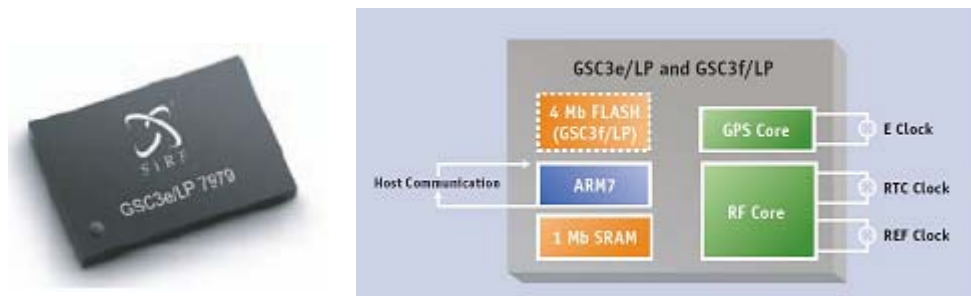 SiRF
GSC3e/LP 7979
GSC3e/LP and GSC3f/LP
4 Mb FLASH
(GSC3f/LP)
GPS Core
E Clock
Host Communication
ARM7
RTC Clock
RF Core
1 Mb SRAM
REF Clock